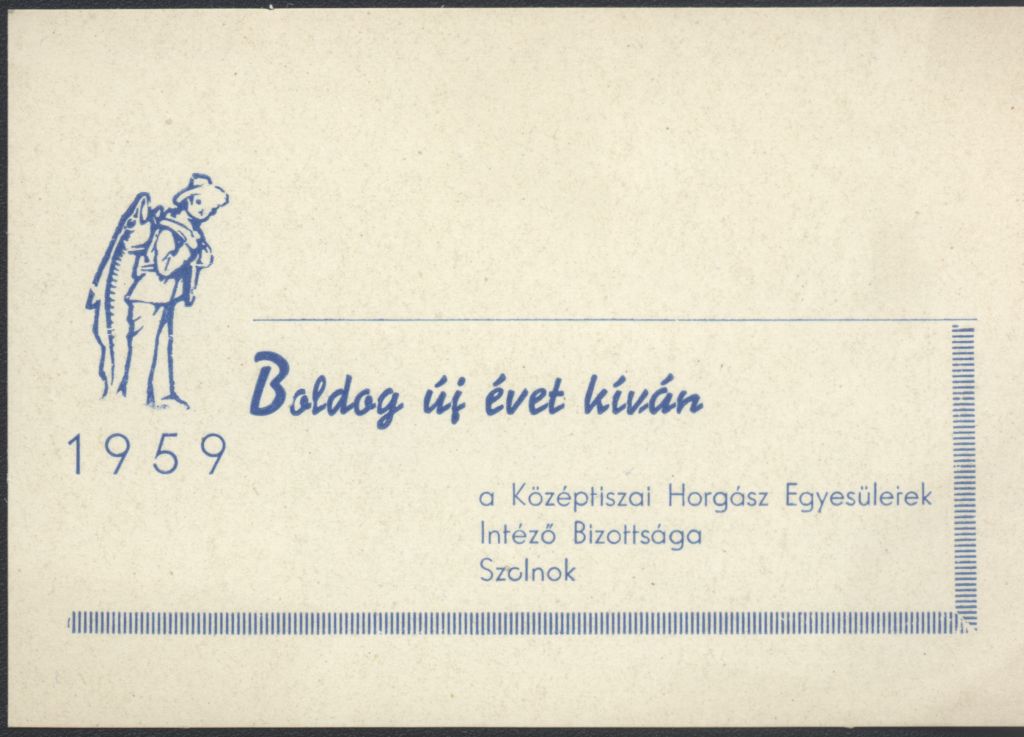 Boldog új évet kíván
1959
a Középtiszai Horgász Egyesületek
Intéző Bizottsága
Szolnok